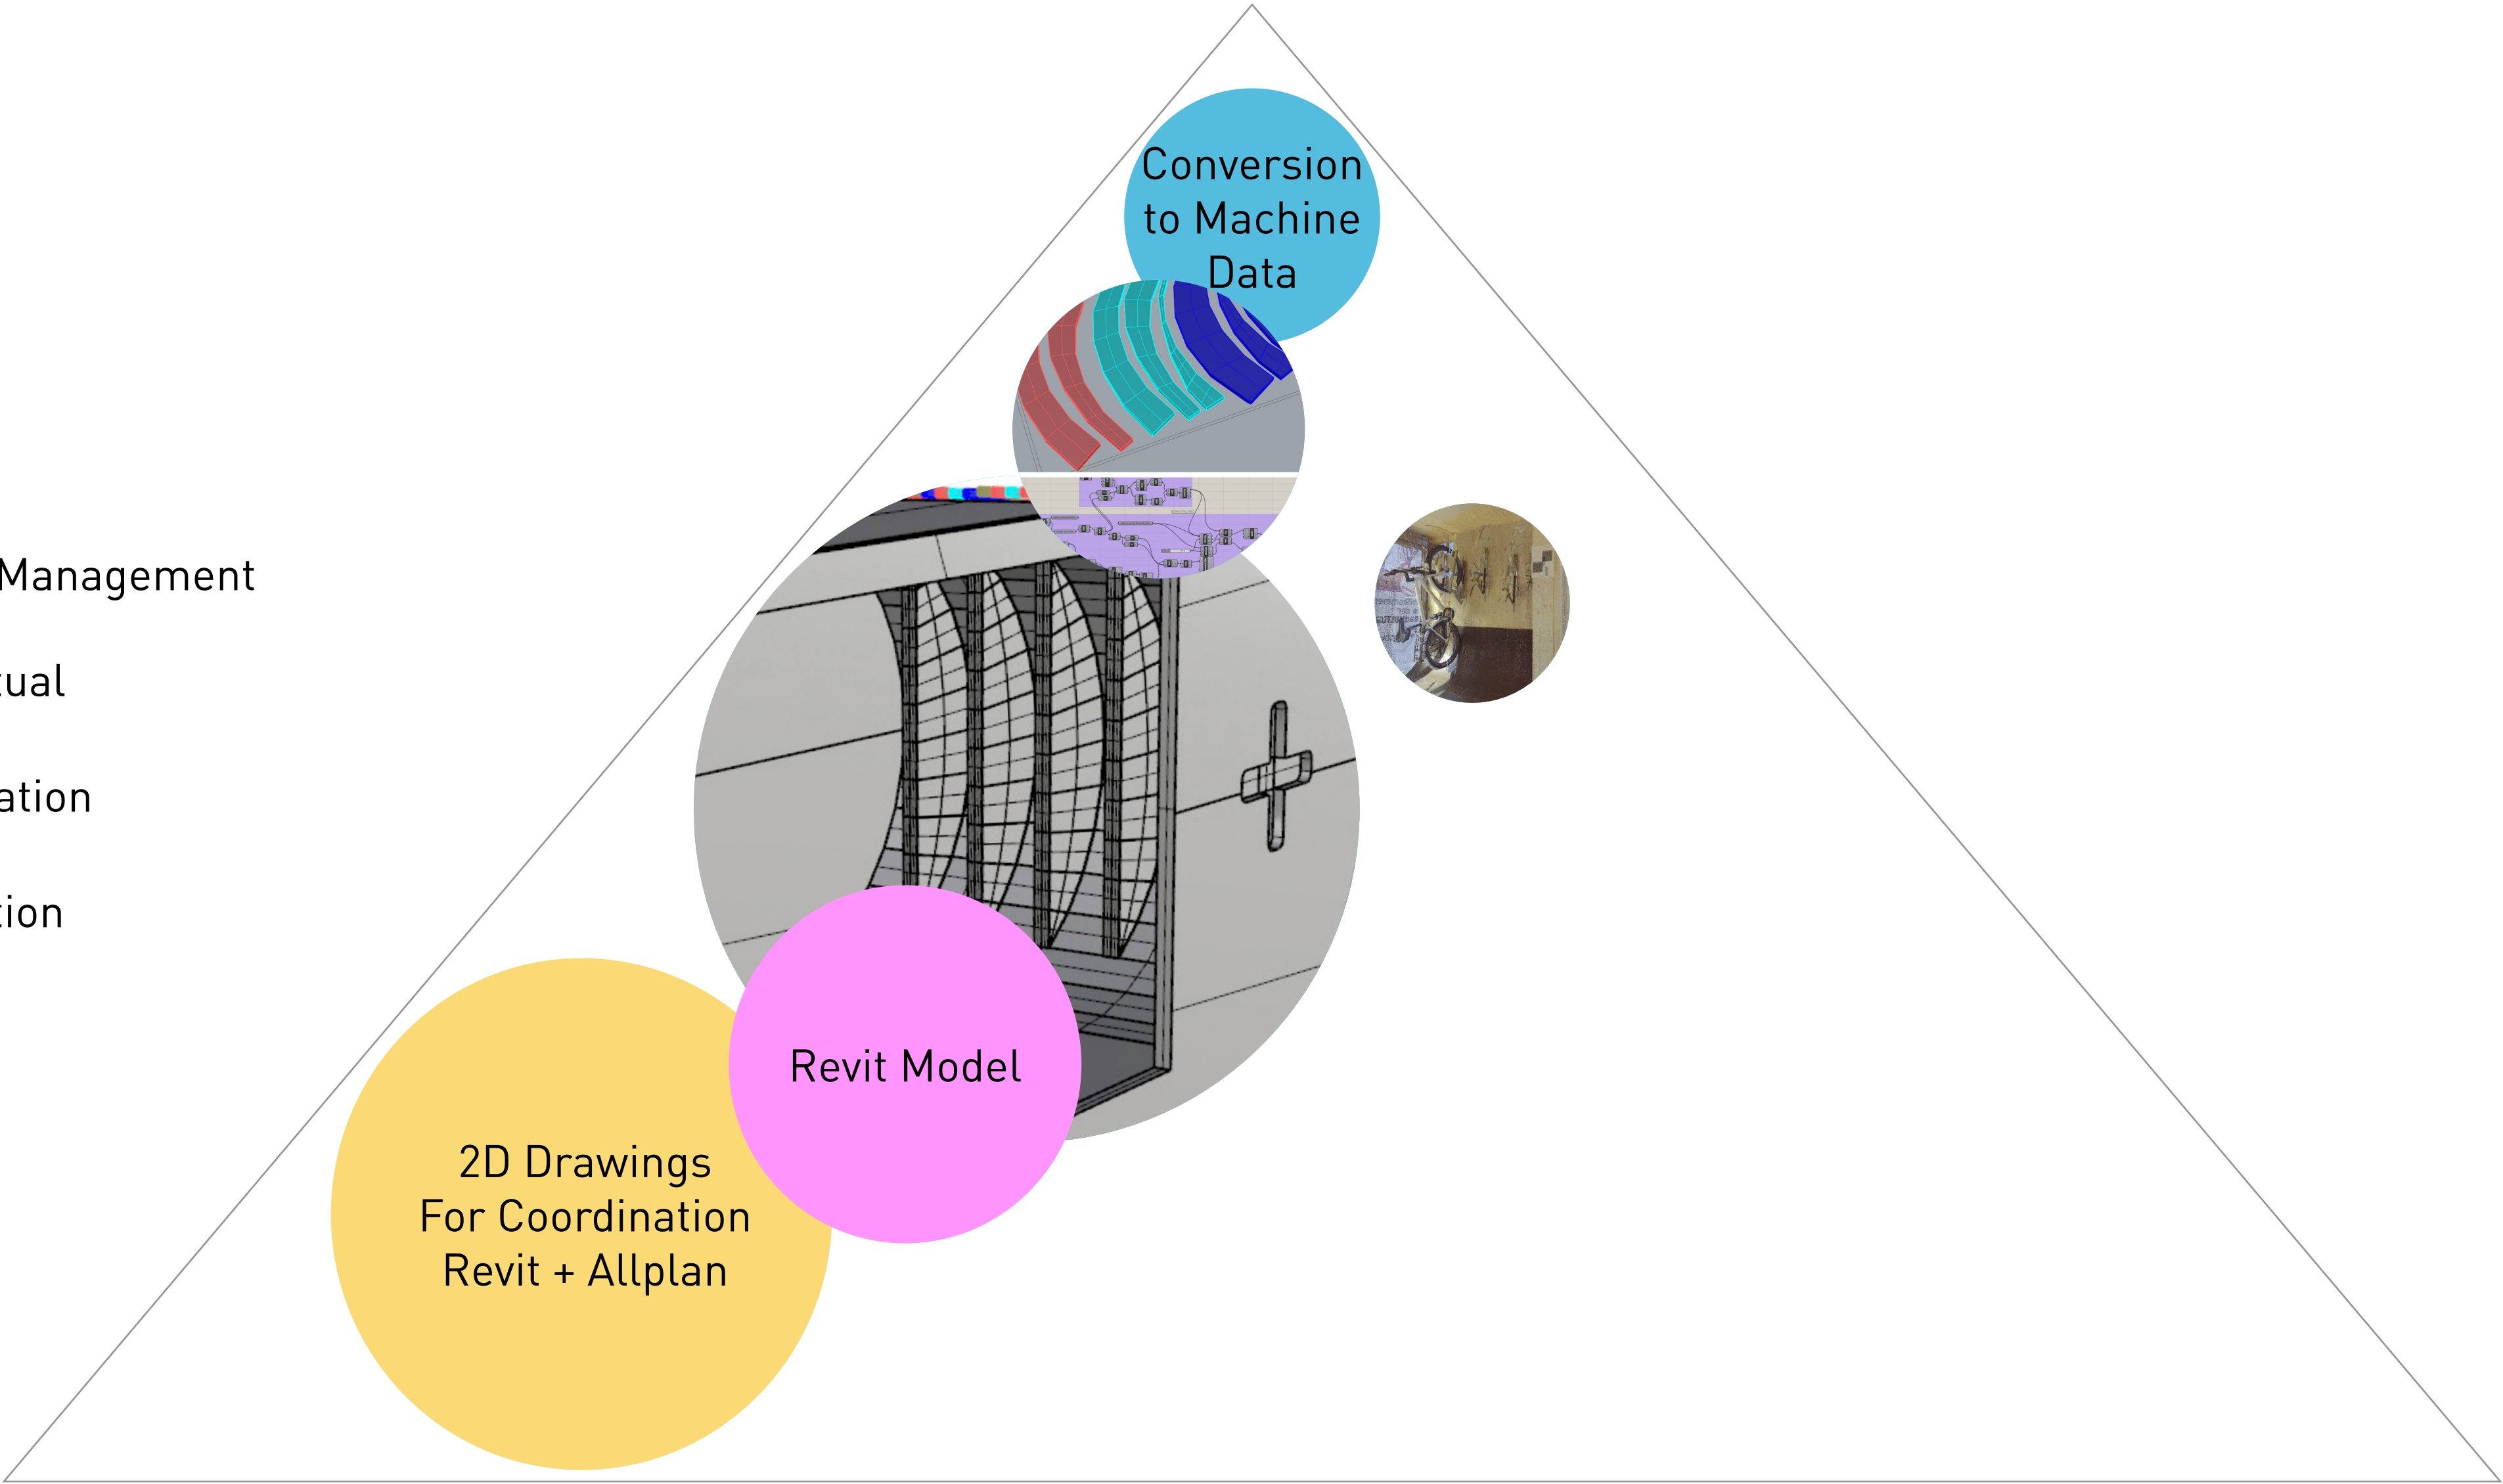 Conversion
to Machine
Data
Management
tual
ation
tion
Revit Model
2D Drawings
For Coordination
Revit + Allplan